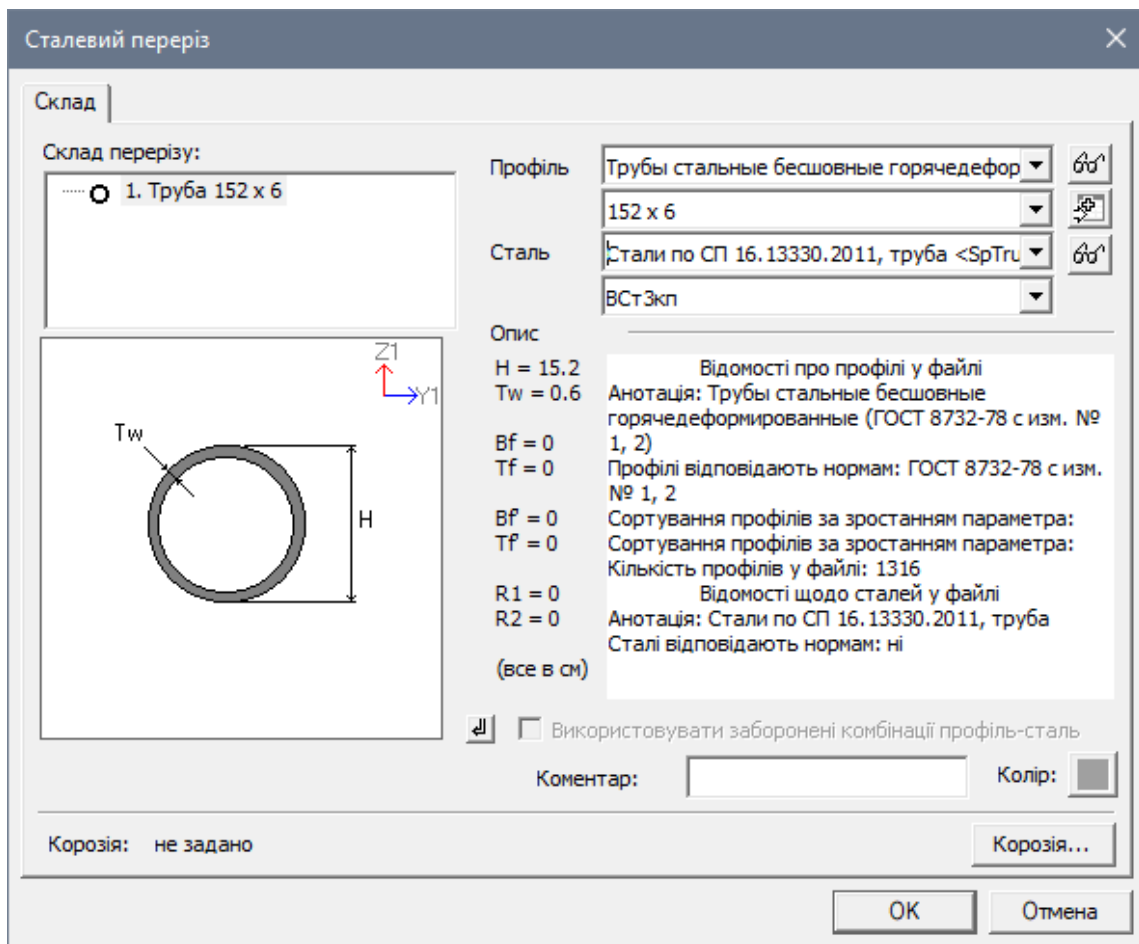 Сталевий переріз
Склад
Склад перерізу:
1. Труба 152 x 6
Профіль
Трубы стальные бесшовные горячедефор
152 x 6
Сталь
Стали по СП 16.13330.2011, труба <SpTru
ВСт3кп
Z1
Y1
Tw
H
Опис
H = 15.2
Tw = 0.6
Bf = 0
Tf = 0
Bf' = 0
Tf' = 0
R1 = 0
R2 = 0
(все в см)
Відомості про профілі у файлі
Анотація: Трубы стальные бесшовные
горячедеформированные (ГОСТ 8732-78 с изм. №
1, 2)
Профілі відповідають нормам: ГОСТ 8732-78 с изм.
№ 1, 2
Сортування профілів за зростанням параметра:
Сортування профілів за зростанням параметра:
Кількість профілів у файлі: 1316
Відомості щодо сталей у файлі
Анотація: Стали по СП 16.13330.2011, труба
Сталі відповідають нормам: ні
Використовувати заборонені комбінації профіль-сталь
Коментар:
Колір:
Корозія: не задано
Корозія...
OK
Отмена